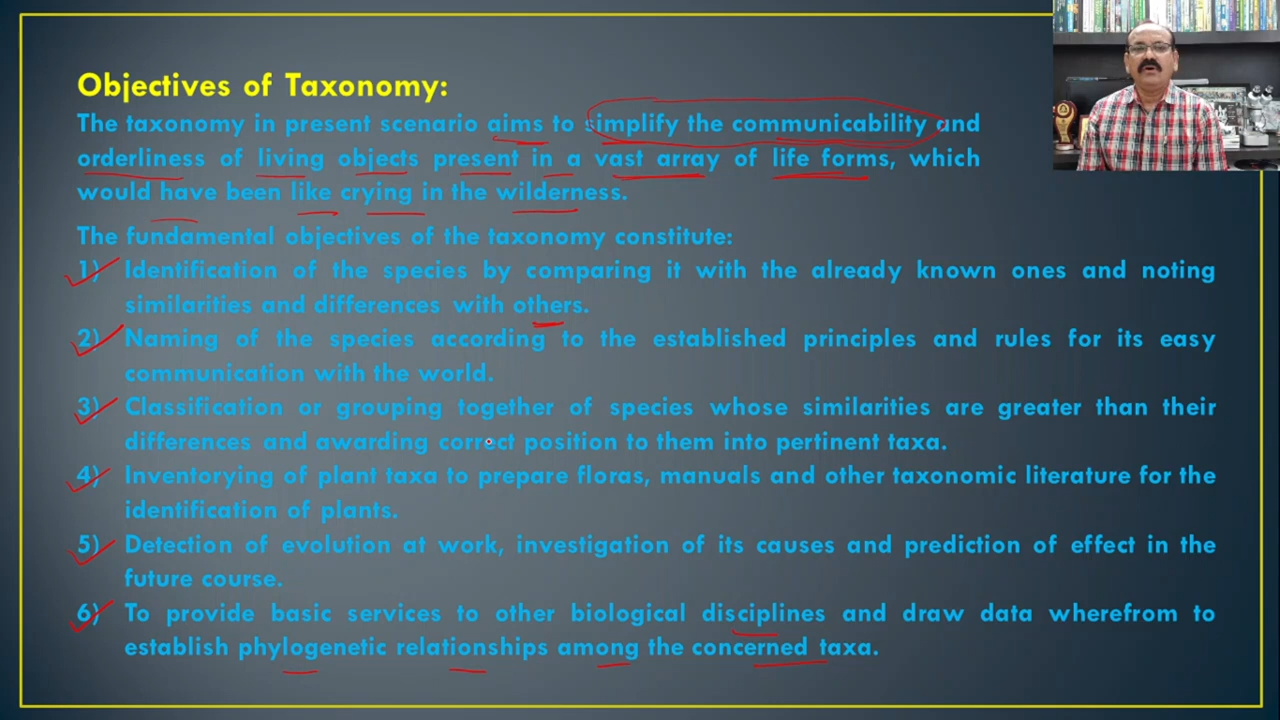 Objectives of Taxonomy:
The taxonomy in present scenario aims to simplify the communicability and
orderliness of living objects present in a vast array of life forms, which
would have been like crying in the wilderness.
The fundamental objectives of the taxonomy constitute:
1) Identification of the species by comparing it with the already known ones and noting
similarities and differences with others.
2) Naming of the species according to the established principles and rules for its easy
communication with the world.
3) Classification or grouping together of species whose similarities are greater than their
differences and awarding correct position to them into pertinent taxa.
4) Inventorying of plant taxa to prepare floras, manuals and other taxonomic literature for the
identification of plants.
5) Detection of evolution at work, investigation of its causes and prediction of effect in the
future course.
6) To provide basic services to other biological disciplines and draw data wherefrom to
establish phylogenetic relationships among the concerned taxa.